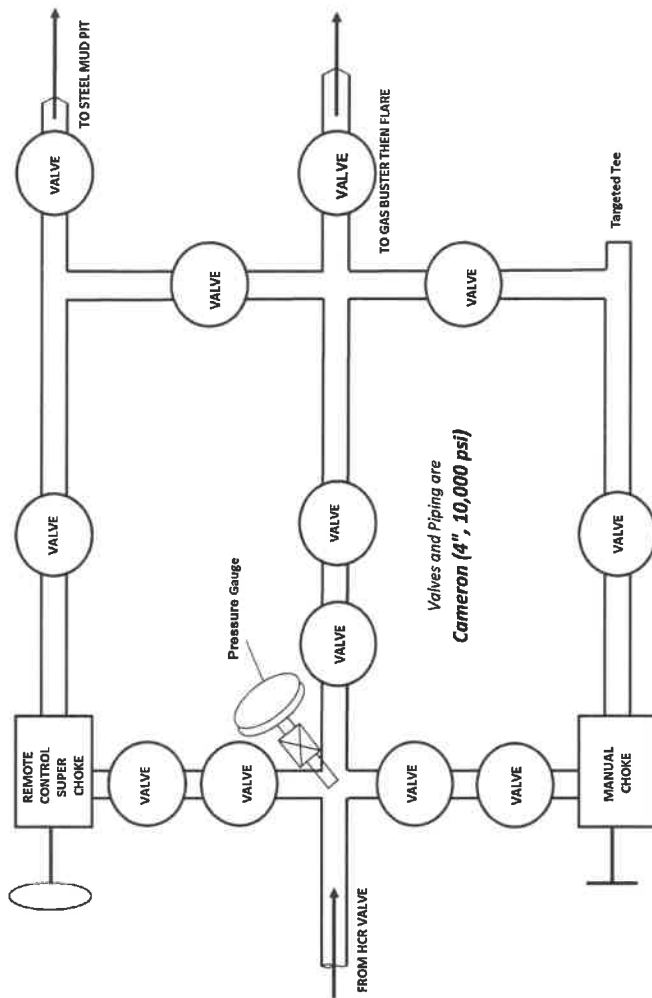 TO STEEL MUD PIT
VALVE
VALVE
TO GAS BUSTER THEN FLARE
Targeted Tee
VALVE
VALVE
VALVE
VALVE
VALVE
VALVE
Valves and Piping are
Cameron (4", 10,000 psi)
Pressure Gauge
REMOTE
CONTROL
SUPER
CHOKE
VALVE
VALVE
VALVE
VALVE
MANUAL
CHOKE
FROM HCR VALVE